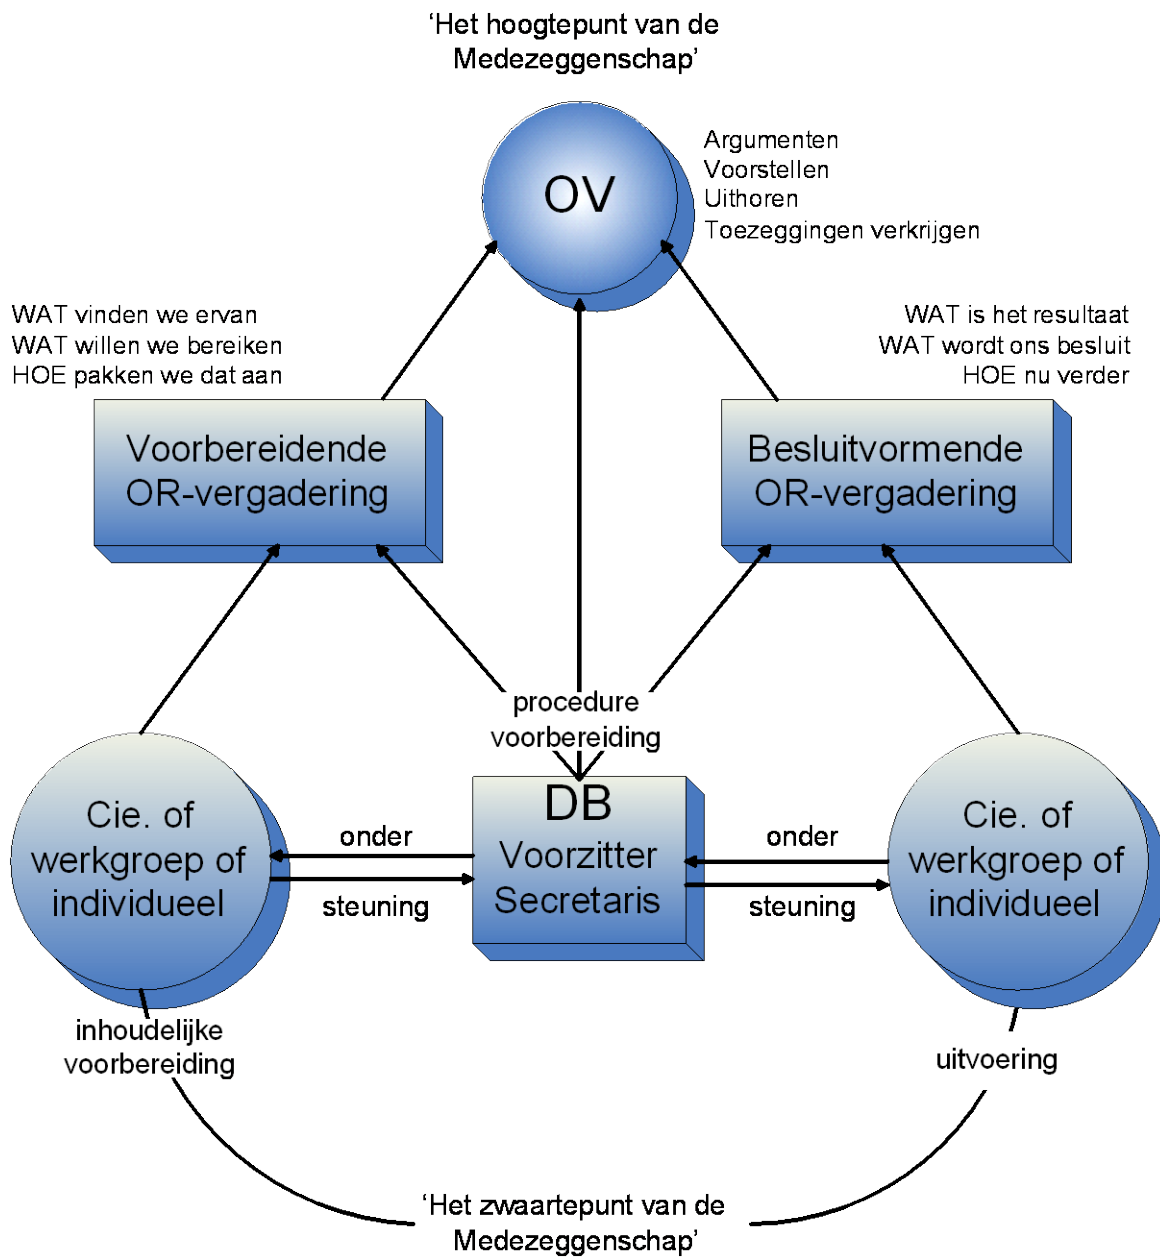 ‘Het hoogtepunt van de
Medezeggenschap’
OV
Argumenten
Voorstellen
Uithoren
Toezeggingen verkrijgen
WAT vinden we ervan
WAT willen we bereiken
HOE pakken we dat aan
WAT is het resultaat
WAT wordt ons besluit
HOE nu verder
Voorbereidende
OR-vergadering
Besluitvormende
OR-vergadering
procedure
voorbereiding
Cie. of
werkgroep of
individueel
onder
steuning
DB
Voorzitter
Secretaris
onder
steuning
Cie. of
werkgroep of
individueel
inhoudelijke
voorbereiding
uitvoering
‘Het zwaartepunt van de
Medezeggenschap’